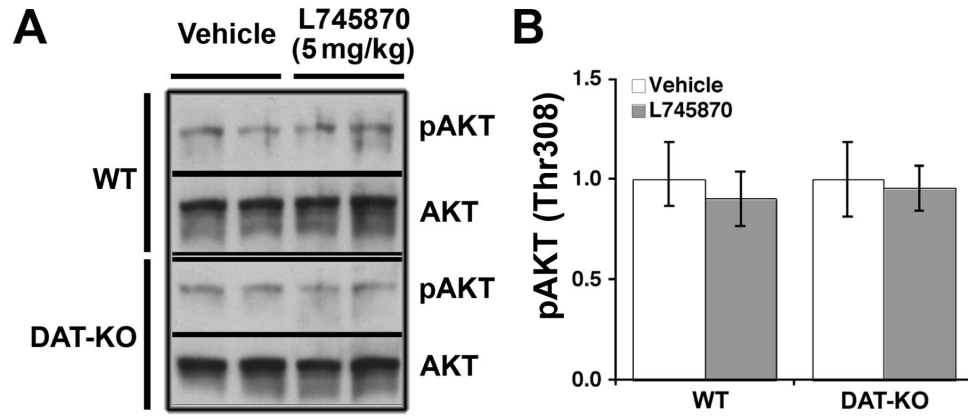 A
Vehicle
L745870
(5 mg/kg)
WT
pAKT
AKT
DAT-KO
pAKT
AKT
B
pAKT (Thr308)
1.5
1.0
0.5
0.0
Vehicle
L745870
WT
DAT-KO